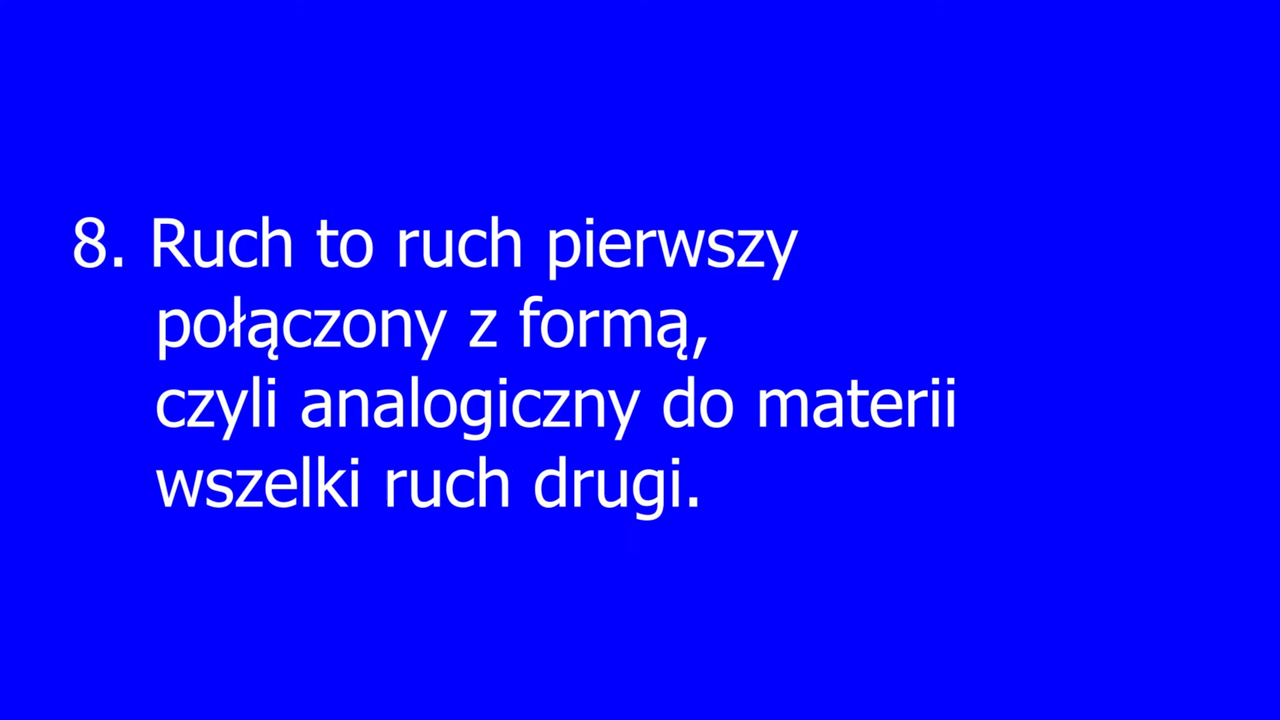 8. Ruch to ruch pierwszy
połączony z formą,
czyli analogiczny do materii
wszelki ruch drugi.